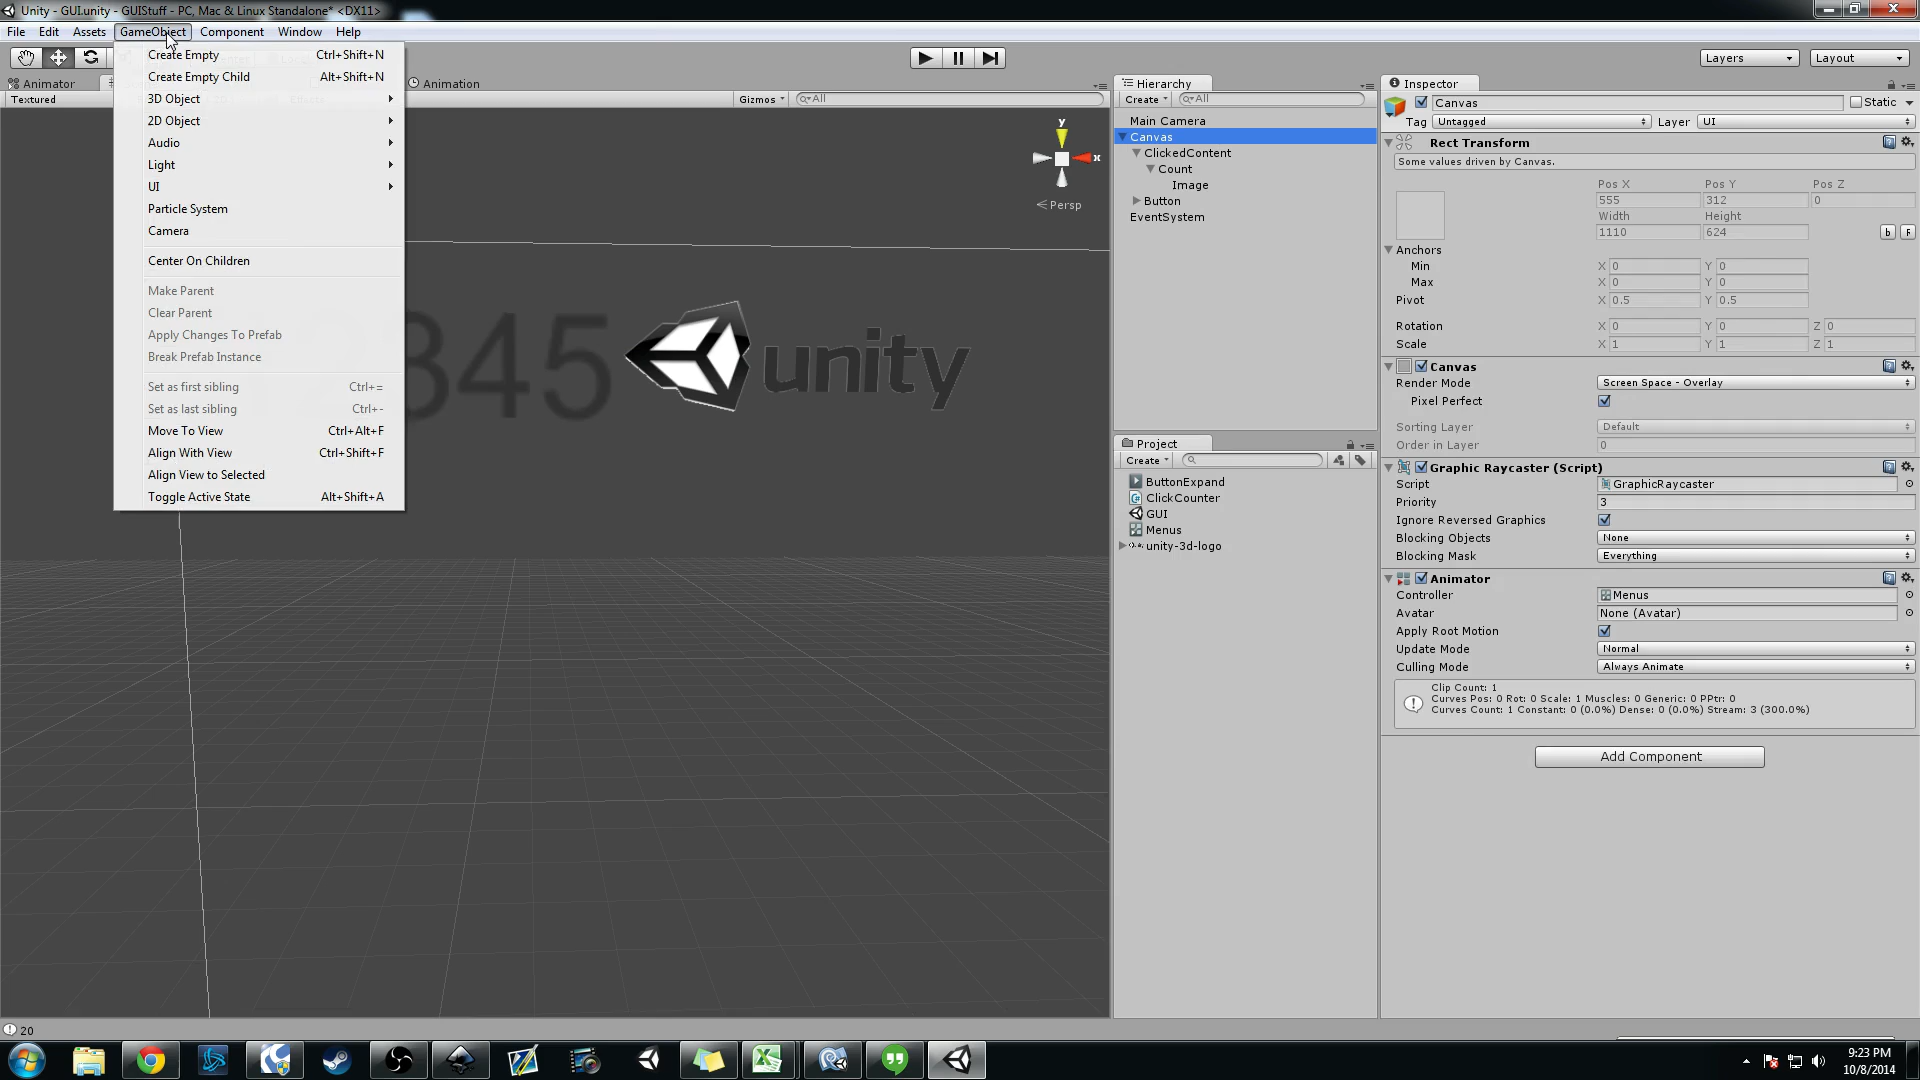 Unity - GUI.unity - GUIStuff - PC, Mac & Linux Standalone* <DX11>
File Edit Assets GameObject Component Window Help
Layers Layout
Animator Animation
Textured Effects Gizmos All
Create Empty Ctrl+Shift+N
Create Empty Child Alt+Shift+N
3D Object
2D Object
Audio
Light
UI
Particle System
Camera
Center On Children
Make Parent
Clear Parent
Apply Changes To Prefab
Break Prefab Instance
Set as first sibling Ctrl+=
Set as last sibling Ctrl+-
Move To View Ctrl+Alt+F
Align With View Ctrl+Shift+F
Align View to Selected
Toggle Active State Alt+Shift+A
y
x
Persp
2345
unity
Hierarchy
Create All
Main Camera
Canvas
ClickedContent
Count
Image
Button
EventSystem
Project
Create
ButtonExpand
ClickCounter
GUI
Menus
unity-3d-logo
Inspector
Canvas Static
Tag Untagged Layer UI
Rect Transform
Some values driven by Canvas.
Pos X Pos Y Pos Z
555 312 0
Width Height
1110 624 b F
Anchors
Min X 0 Y 0
Max X 0 Y 0
Pivot X 0.5 Y 0.5
Rotation X 0 Y 0 Z 0
Scale X 1 Y 1 Z 1
Canvas
Render Mode Screen Space - Overlay
Pixel Perfect
Sorting Layer Default
Order in Layer 0
Graphic Raycaster (Script)
Script GraphicRaycaster
Priority 3
Ignore Reversed Graphics
Blocking Objects None
Blocking Mask Everything
Animator
Controller Menus
Avatar None (Avatar)
Apply Root Motion
Update Mode Normal
Culling Mode Always Animate
Clip Count: 1
Curves Pos: 0 Rot: 0 Scale: 1 Muscles: 0 Generic: 0 PPtr: 0
Curves Count: 1 Constant: 0 (0.0%) Dense: 0 (0.0%) Stream: 3 (300.0%)
Add Component
20
9:23 PM
10/8/2014